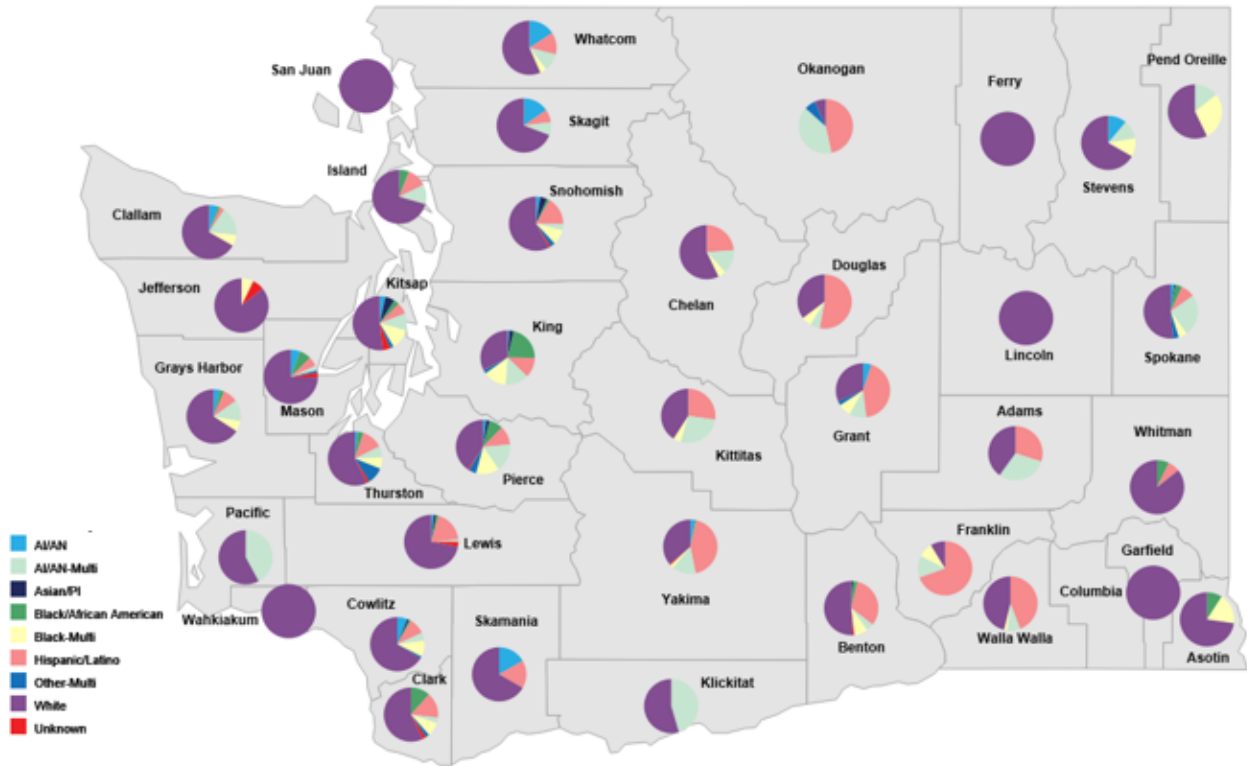 Whatcom
San Juan
Okanogan
Ferry
Pend Oreille
Skagit
Island
Snohomish
Stevens
Clallam
Jefferson
Kitsap
Chelan
Douglas
King
Lincoln
Spokane
Grays Harbor
Mason
Grant
Adams
Whitman
Kittitas
Thurston
Pierce
Pacific
Lewis
Franklin
Garfield
Columbia
Yakima
Wahkiakum
Cowlitz
Skamania
Benton
Walla Walla
Asotin
Clark
Klickitat
AI/AN
AI/AN-Multi
Asian/PI
Black/African American
Black-Multi
Hispanic/Latino
Other-Multi
White
Unknown